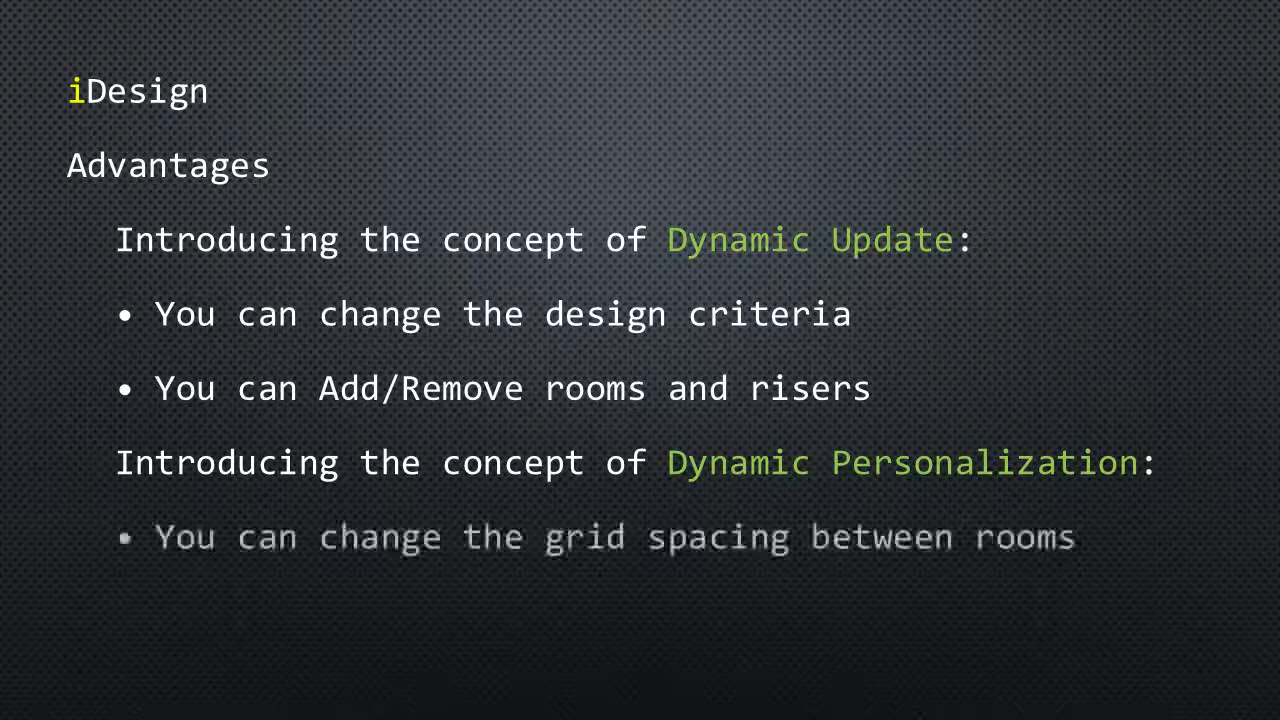 iDesign
Advantages
Introducing the concept of Dynamic Update:
• You can change the design criteria
• You can Add/Remove rooms and risers
Introducing the concept of Dynamic Personalization:
• You can change the grid spacing between rooms